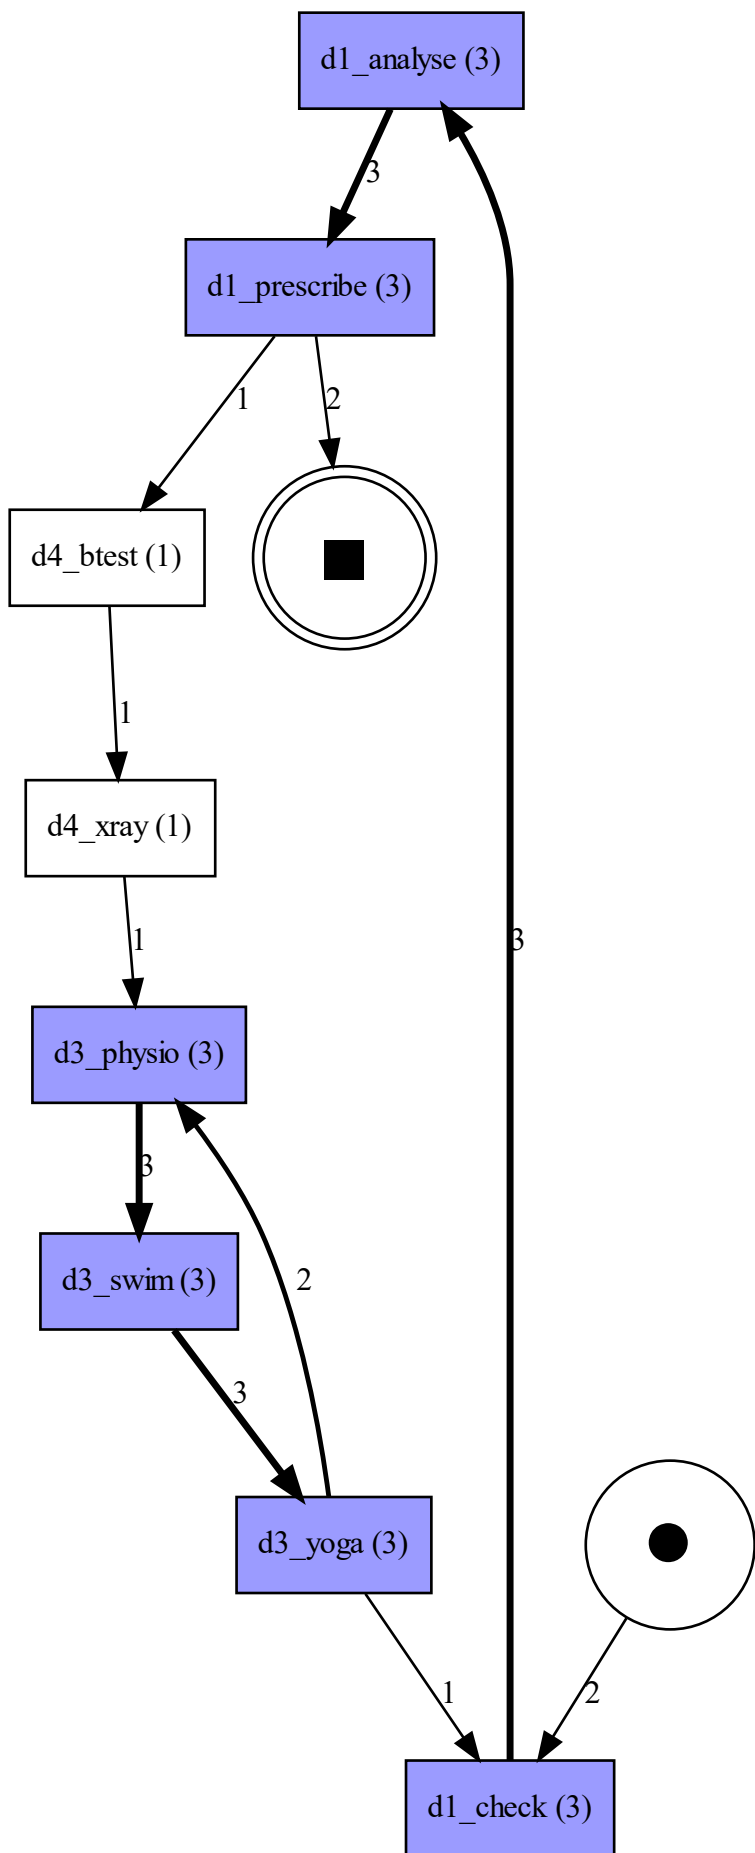 d1_analyse (3)
3
d1_prescribe (3)
1
2
d4_btest (1)
1
d4_xray (1)
3
1
d3_physio (3)
3
d3_swim (3)
2
3
d3_yoga (3)
1
2
d1_check (3)